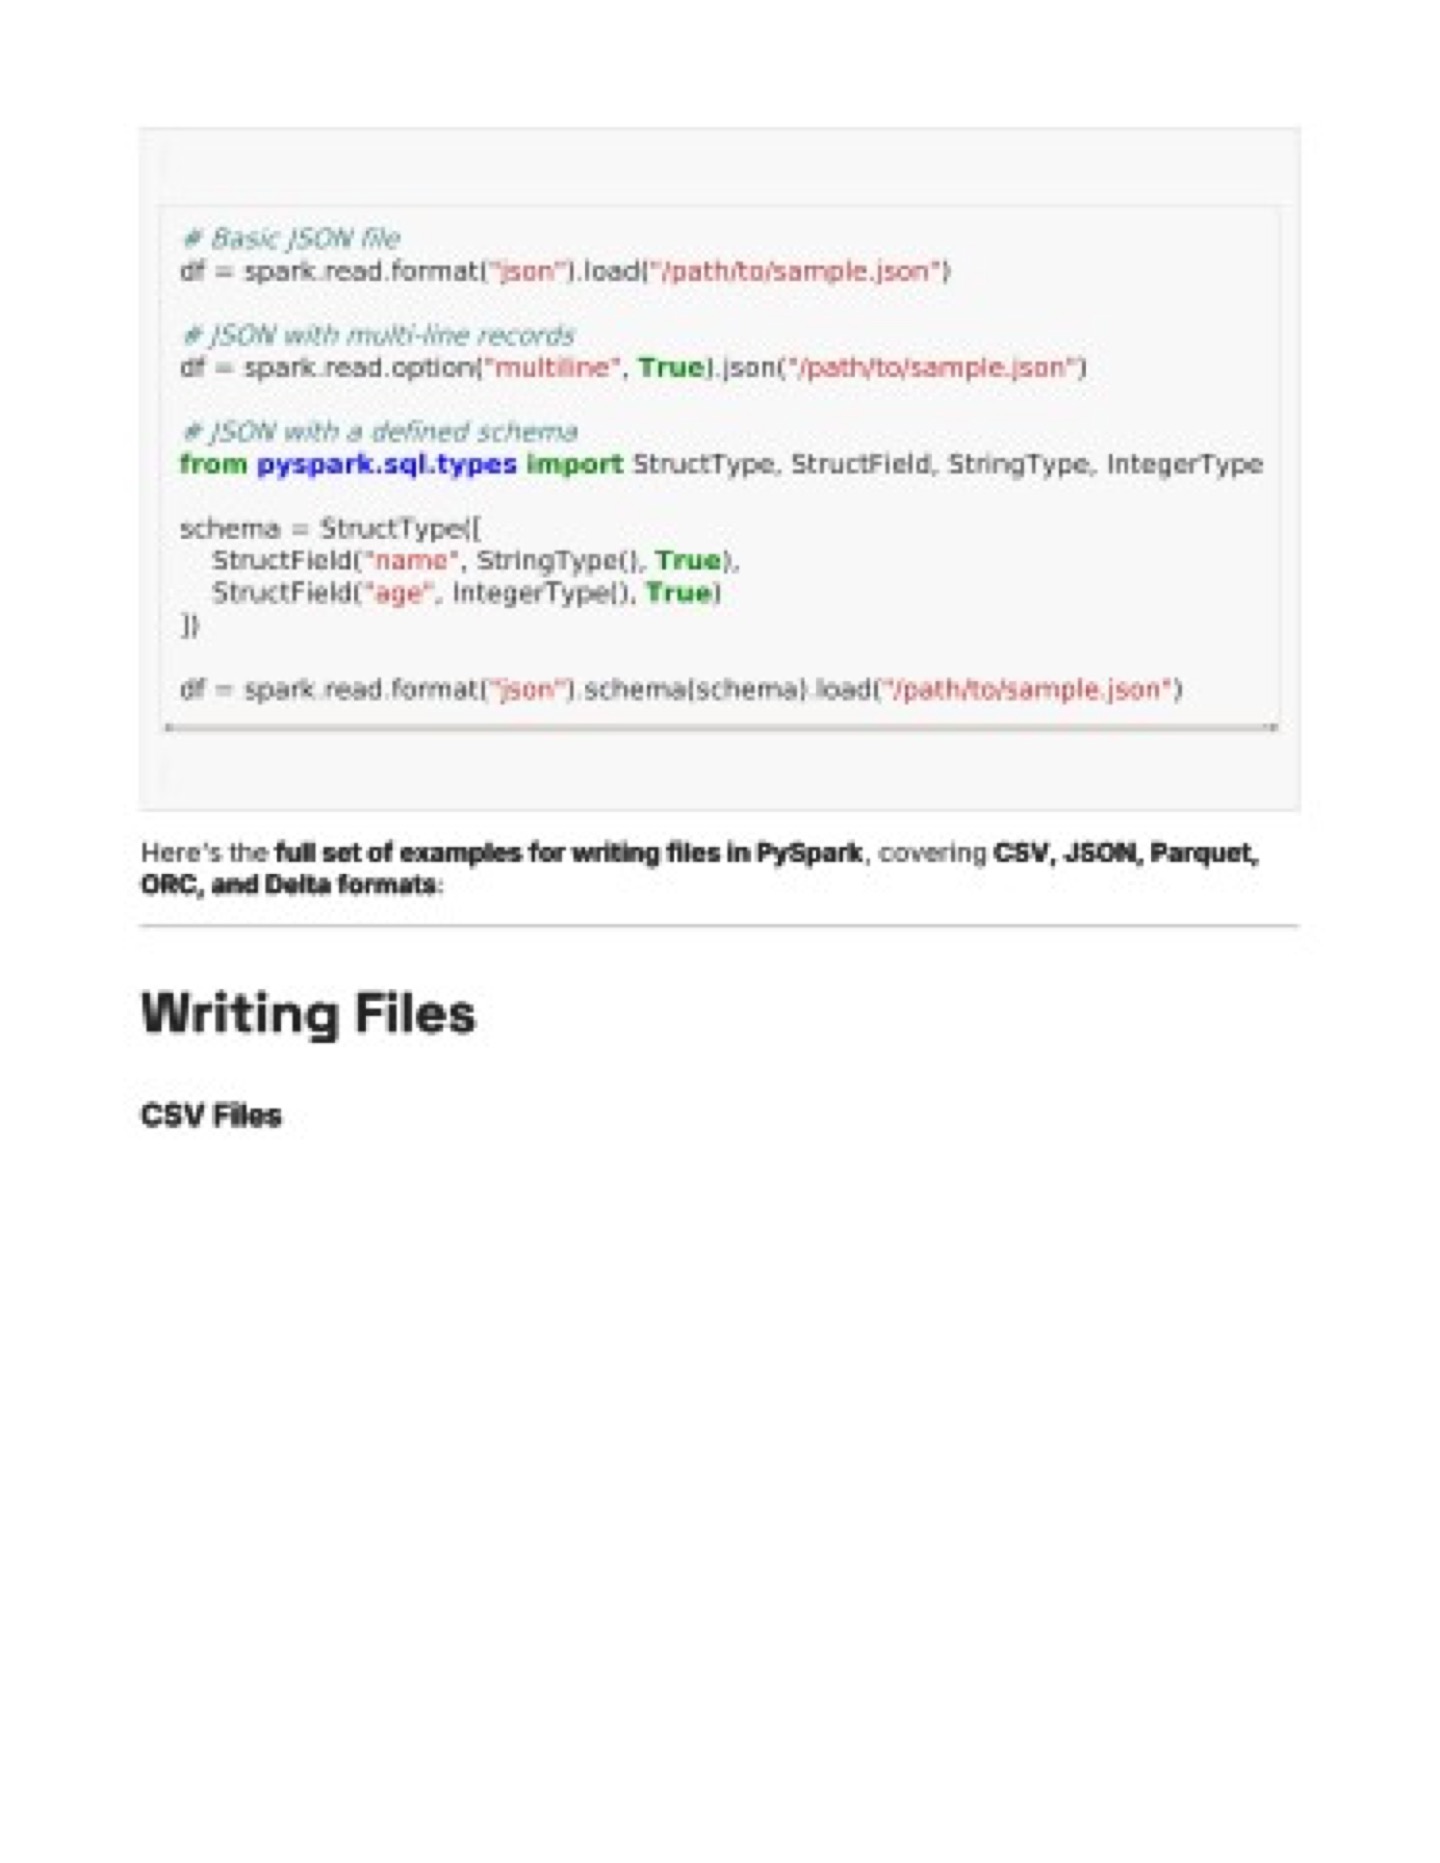 # Basic JSON file
df = spark.read.format("json").load("/path/to/sample.json")
# JSON with multi-line records
df = spark.read.option("multiline", True).json("/path/to/sample.json")
# JSON with a defined schema
from pyspark.sql.types import StructType, StructField, StringType, IntegerType
schema = StructType([
    StructField("name", StringType(), True),
    StructField("age", IntegerType(), True)
])
df = spark.read.format("json").schema(schema).load("/path/to/sample.json")
Here's the full set of examples for writing files in PySpark, covering CSV, JSON, Parquet,
ORC, and Delta formats:
Writing Files
CSV Files